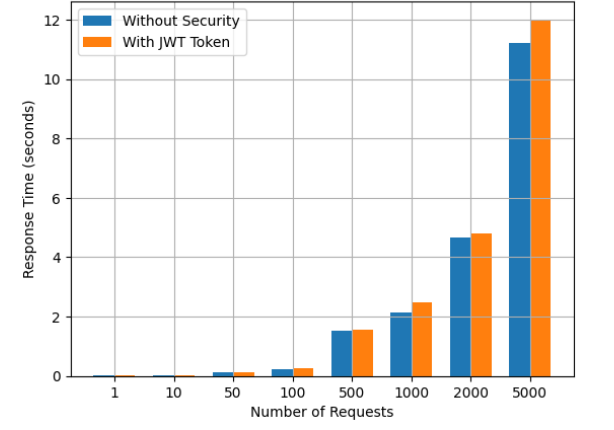 Without Security
With JWT Token
Response Time (seconds)
12
10
8
6
4
2
0
1 10 50 100 500 1000 2000 5000
Number of Requests